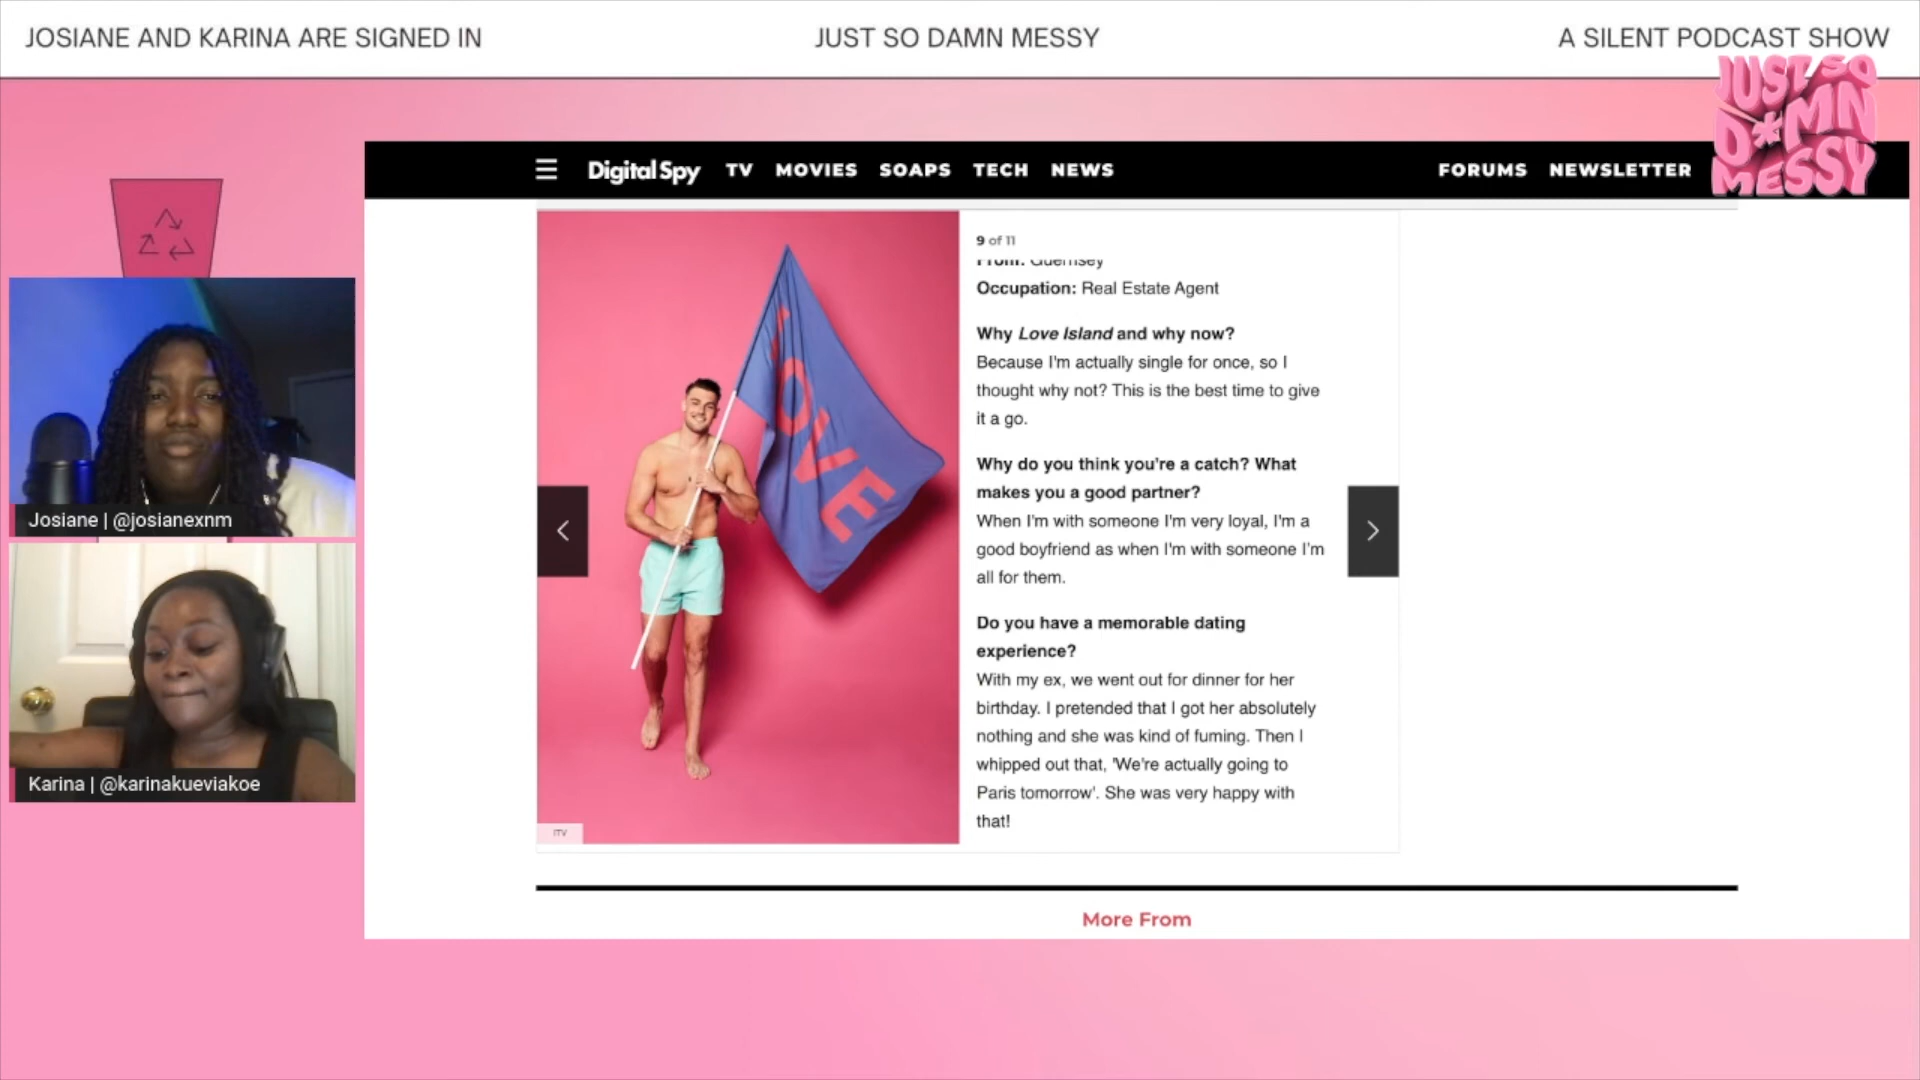 JOSIANE AND KARINA ARE SIGNED IN
JUST SO DAMN MESSY
A SILENT PODCAST SHOW
JUST SO
D*MN
MESSY
Digital Spy
TV
MOVIES
SOAPS
TECH
NEWS
FORUMS
NEWSLETTER
LOVE
ITV
9 of 11
From: Guernsey
Occupation: Real Estate Agent
Why Love Island and why now?
Because I'm actually single for once, so I
thought why not? This is the best time to give
it a go.
Why do you think you're a catch? What
makes you a good partner?
When I'm with someone I'm very loyal, I'm a
good boyfriend as when I'm with someone I'm
all for them.
Do you have a memorable dating
experience?
With my ex, we went out for dinner for her
birthday. I pretended that I got her absolutely
nothing and she was kind of fuming. Then I
whipped out that, 'We're actually going to
Paris tomorrow'. She was very happy with
that!
More From
Josiane | @josianexnm
Karina | @karinakueviakoe